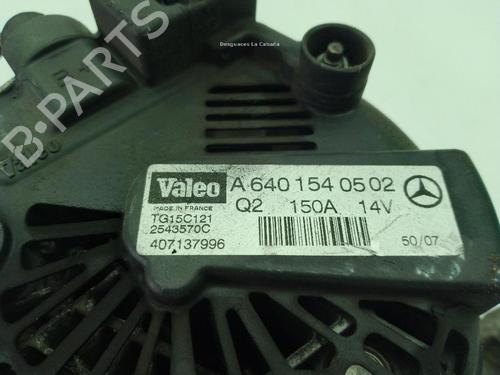 Desguaces La Cabaña
B-PARTS
Valeo
Valeo
MADE IN FRANCE
A 640 154 05 02
TG15C121
Q2 150A 14V
2543570C
407137996
50/07